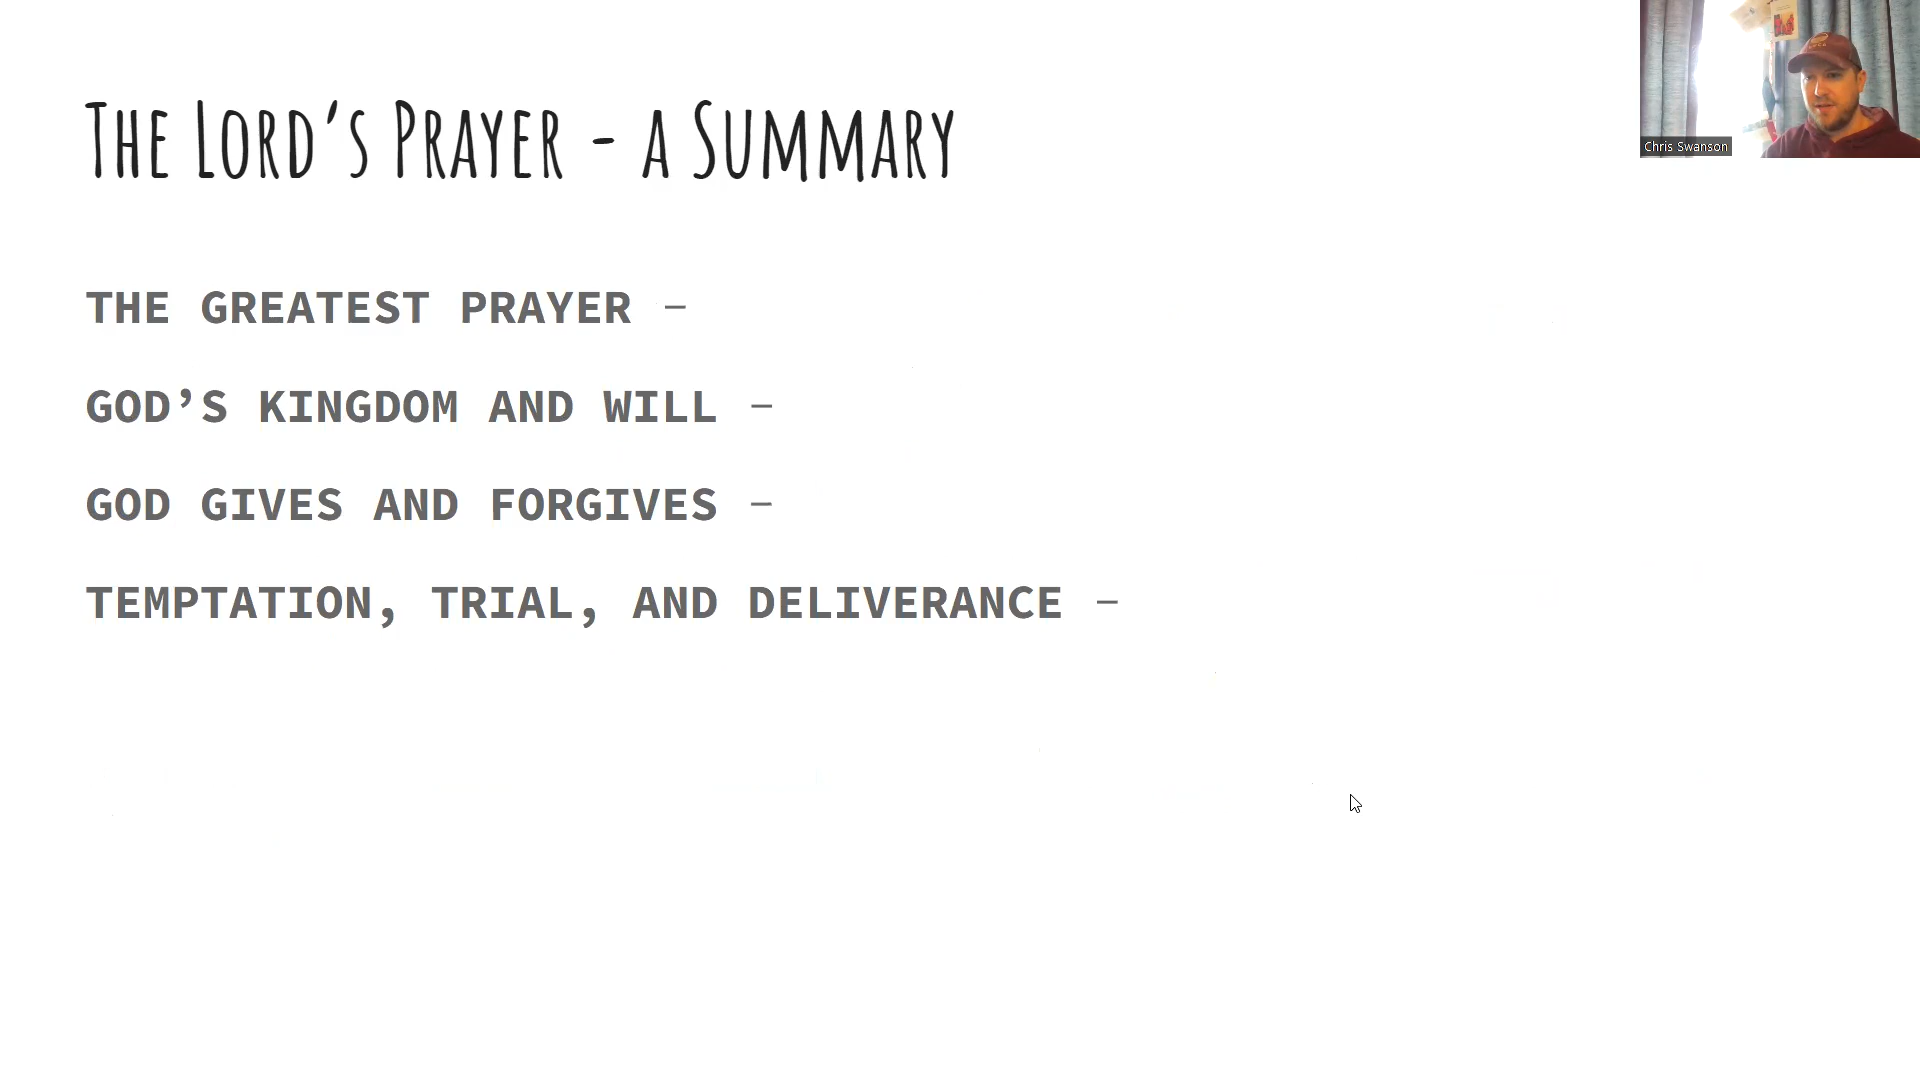 The Lord's Prayer - a Summary
Chris Swanson
THE GREATEST PRAYER –
GOD’S KINGDOM AND WILL –
GOD GIVES AND FORGIVES –
TEMPTATION, TRIAL, AND DELIVERANCE –